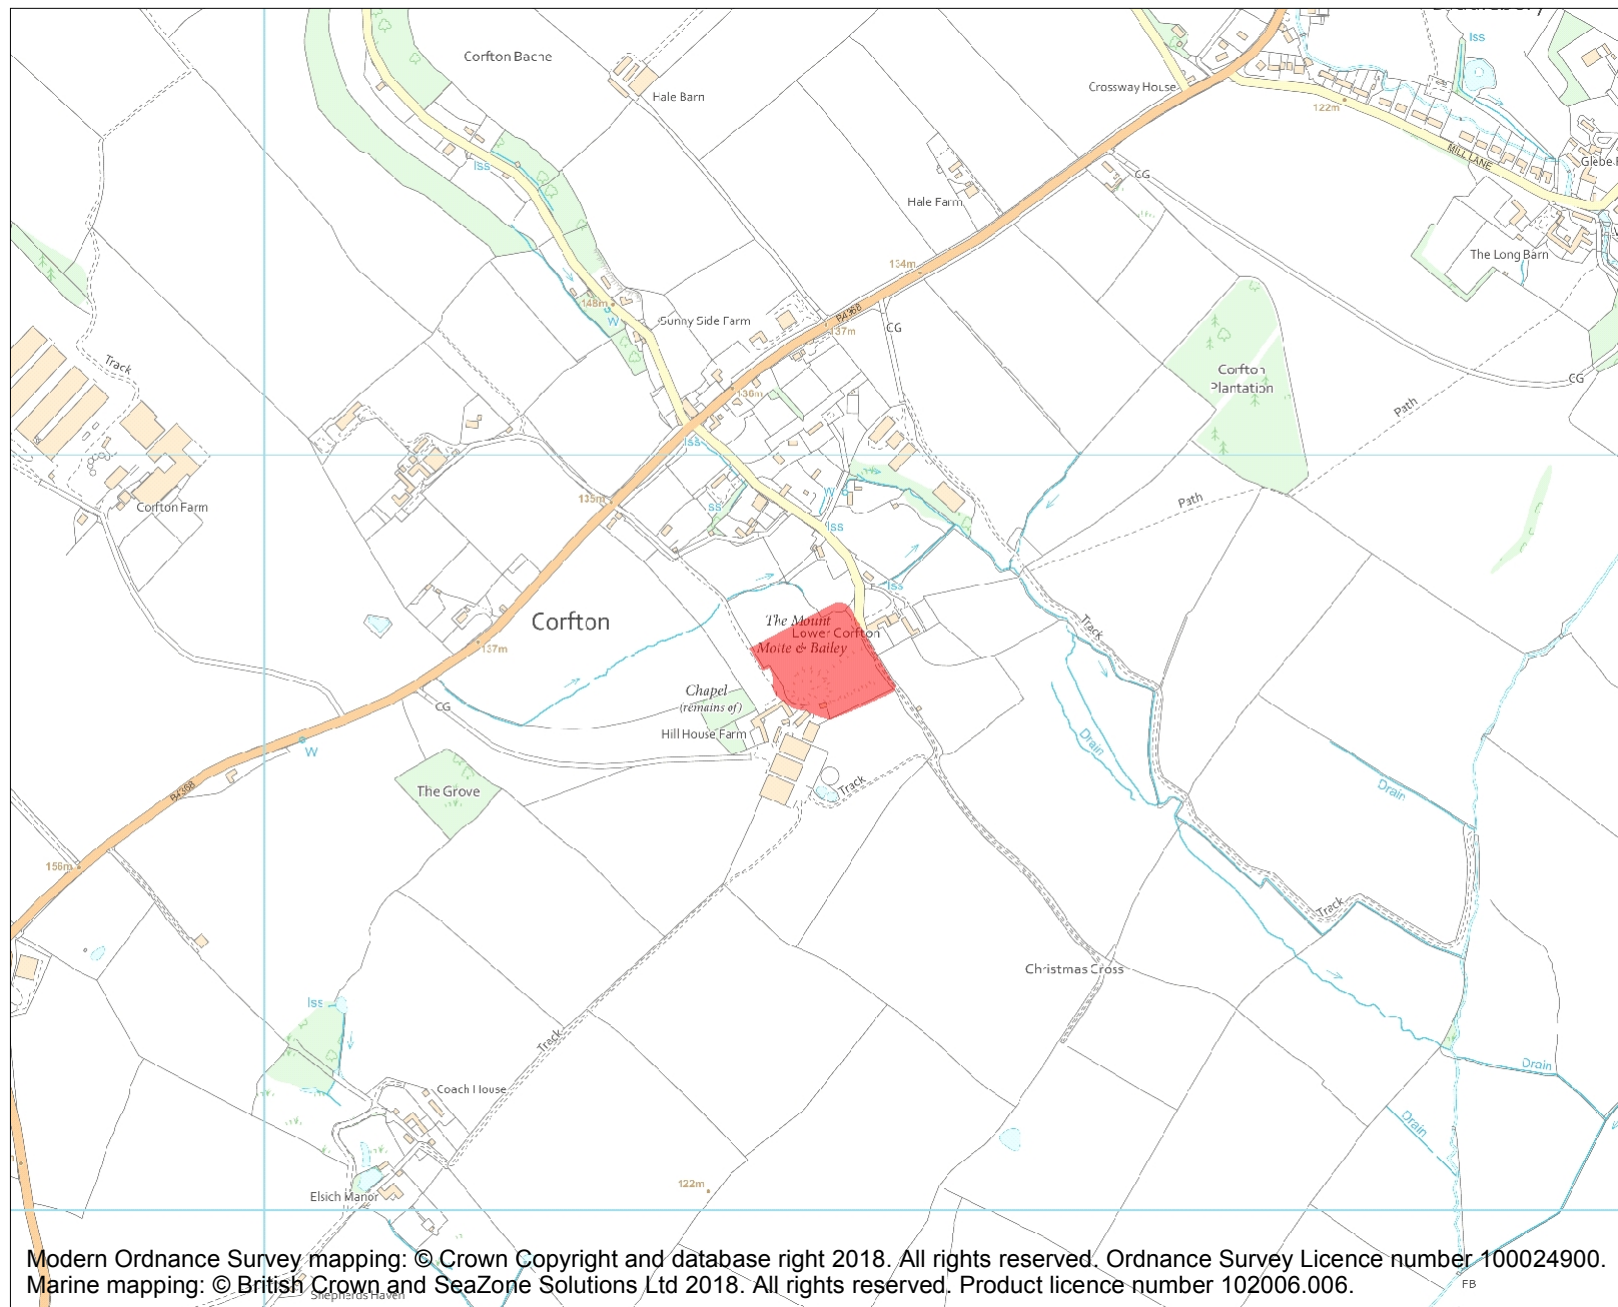 Corfton Bache
Hale Barn
Iss
Crossway House
122m
Iss
MILL LANE
CG
Hale Farm
The Long Barn
134m
148m
W
Sunny Side Farm
B4368
137m
CG
Track
Corfton
Plantation
CG
Path
136m
Iss
Corfton Farm
135m
W
Iss
Path
Iss
Corfton
The Mount
Lower Corfton
Motte & Bailey
Track
137m
Chapel
(remains of)
CG
Hill House Farm
W
Drain
B4368
The Grove
Track
Drain
156m
Track
Christmas Cross
Iss
Track
Drain
Coach House
Drain
Elsich Manor
122m
Modern Ordnance Survey mapping: © Crown Copyright and database right 2018. All rights reserved. Ordnance Survey Licence number 100024900.
Marine mapping: © British Crown and SeaZone Solutions Ltd 2018. All rights reserved. Product licence number 102006.006.
Shepherds Haven
FB